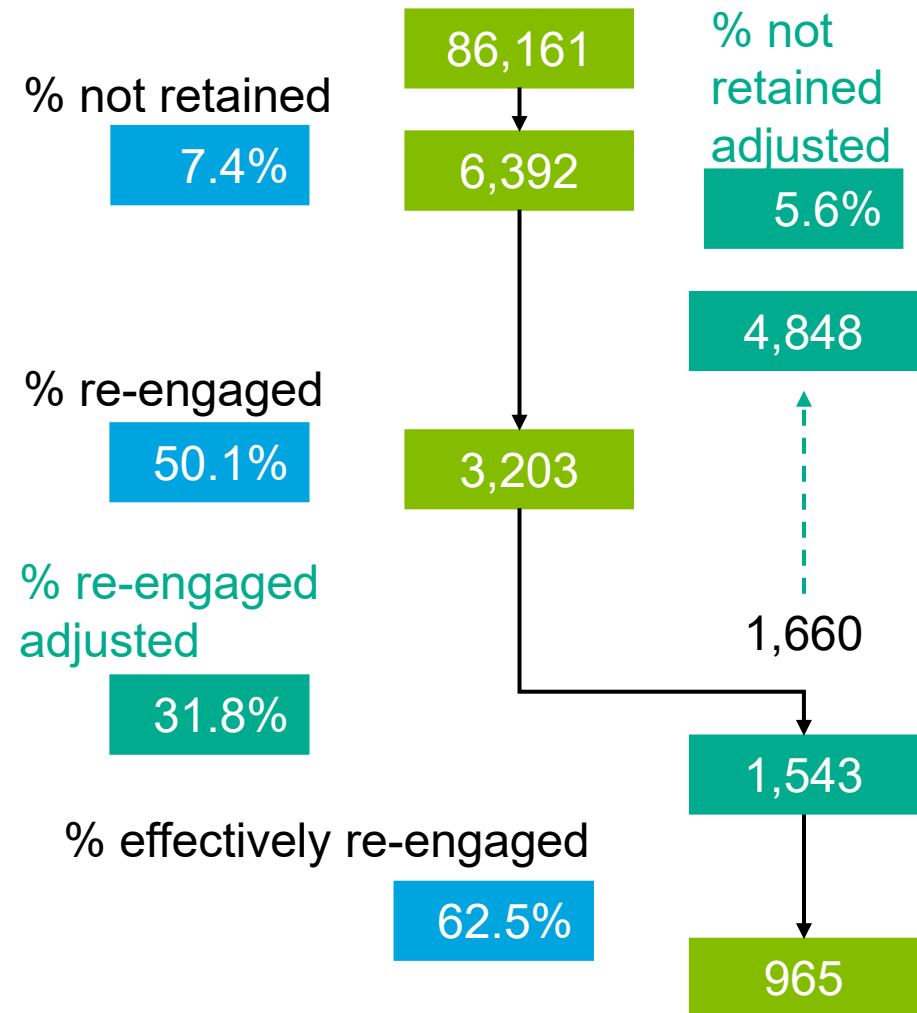 86,161
% not
retained
adjusted
% not retained
7.4%
6,392
5.6%
4,848
% re-engaged
50.1%
3,203
% re-engaged
adjusted
1,660
31.8%
1,543
% effectively re-engaged
62.5%
965